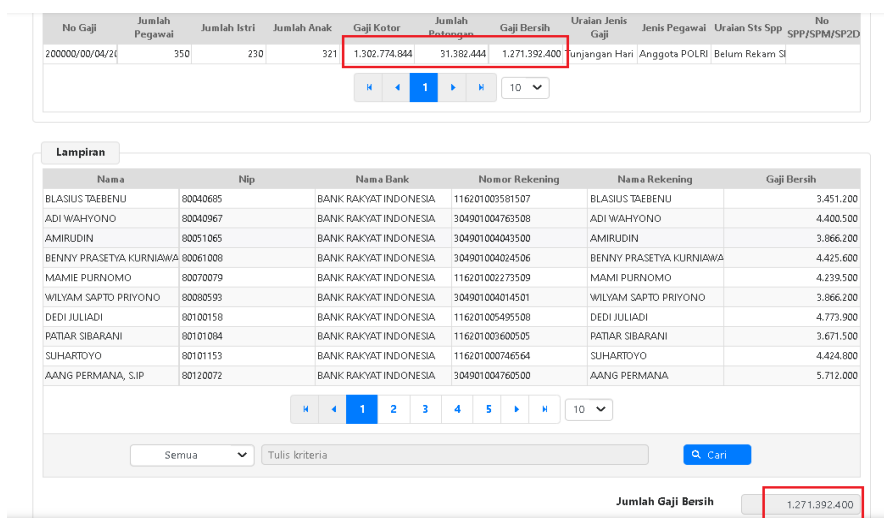 No Gaji Jumlah Pegawai Jumlah Istri Jumlah Anak Gaji Kotor Jumlah Potongan Gaji Bersih Uraian Jenis Gaji Jenis Pegawai Uraian Sts Spp No SPP/SPM/SP2D
200000/00/04/20 350 230 321 1.302.774.844 31.382.444 1.271.392.400 Tunjangan Hari Anggota POLRI Belum Rekam SI
1 10
Lampiran
Nama Nip Nama Bank Nomor Rekening Nama Rekening Gaji Bersih
BLASIUS TAEBENU 80040685 BANK RAKYAT INDONESIA 116201003581507 BLASIUS TAEBENU 3.451.200
ADI WAHYONO 80040967 BANK RAKYAT INDONESIA 304901004763508 ADI WAHYONO 4.400.500
AMIRUDIN 80051065 BANK RAKYAT INDONESIA 304901004043500 AMIRUDIN 3.866.200
BENNY PRASETYA KURNIAWA 80061008 BANK RAKYAT INDONESIA 304901004024506 BENNY PRASETYA KURNIAWA 4.425.600
MAMIE PURNOMO 80070079 BANK RAKYAT INDONESIA 116201002273509 MAMI PURNOMO 4.239.500
WILYAM SAPTO PRIYONO 80080593 BANK RAKYAT INDONESIA 304901004014501 WILYAM SAPTO PRIYONO 3.866.200
DEDI JULIADI 80100158 BANK RAKYAT INDONESIA 116201005495508 DEDI JULIADI 4.773.900
PATIAR SIBARANI 80101084 BANK RAKYAT INDONESIA 116201003600505 PATIAR SIBARANI 3.671.500
SUHARTOYO 80101153 BANK RAKYAT INDONESIA 116201000746564 SUHARTOYO 4.424.800
AANG PERMANA, S.IP 80120072 BANK RAKYAT INDONESIA 304901004760500 AANG PERMANA 5.712.000
1 2 3 4 5 10
Semua Tulis kriteria Cari
Jumlah Gaji Bersih 1.271.392.400